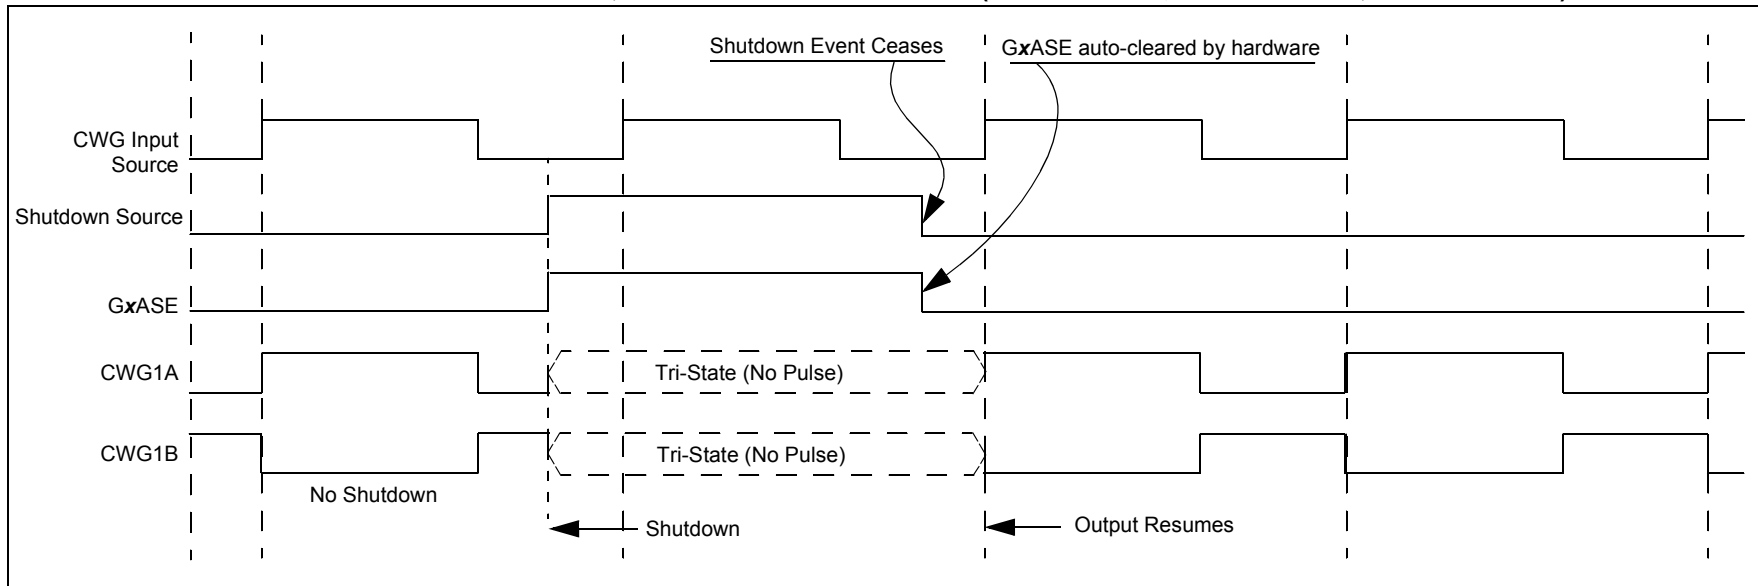 Shutdown Event Ceases
GxASE auto-cleared by hardware
CWG Input
Source
Shutdown Source
GxASE
CWG1A
Tri-State (No Pulse)
CWG1B
Tri-State (No Pulse)
No Shutdown
Shutdown
Output Resumes